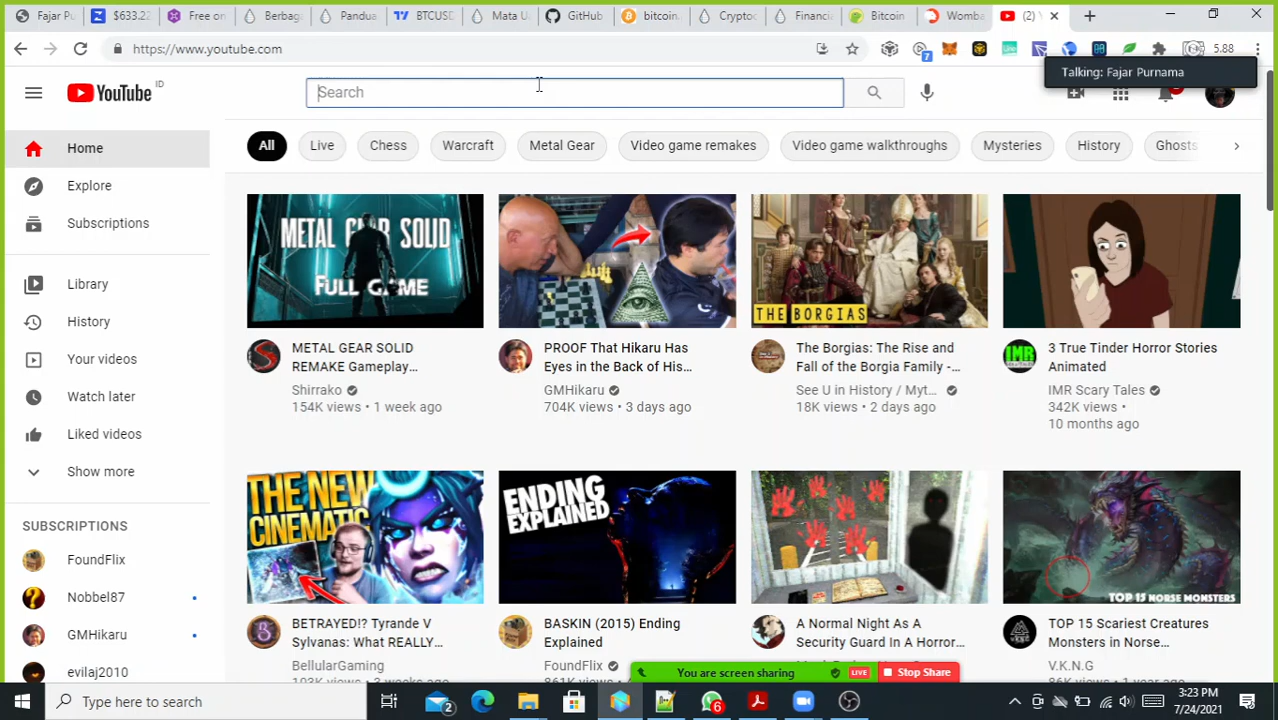 Fajar Pu
$633.22
Free on
Berbag
Pandua
BTCUSD
Mata U
GitHub
bitcoin.
Cryptoc
Financi
Bitcoin
Womba
(2) Y
https://www.youtube.com
7
5.88
Talking: Fajar Purnama
YouTube ID
Search
Home
Explore
Subscriptions
Library
History
Your videos
Watch later
Liked videos
Show more
SUBSCRIPTIONS
FoundFlix
Nobbel87
GMHikaru
evilaj2010
All
Live
Chess
Warcraft
Metal Gear
Video game remakes
Video game walkthroughs
Mysteries
History
Ghosts
METAL GEAR SOLID
FULL GAME
THE BORGIAS
IMR
METAL GEAR SOLID
REMAKE Gameplay...
Shirrako
154K views • 1 week ago
PROOF That Hikaru Has
Eyes in the Back of His...
GMHikaru
704K views • 3 days ago
The Borgias: The Rise and
Fall of the Borgia Family -...
See U in History / Myt...
18K views • 2 days ago
3 True Tinder Horror Stories
Animated
IMR Scary Tales
342K views •
10 months ago
THE NEW
CINEMATIC
ENDING
EXPLAINED
TOP 15 NORSE MONSTERS
BETRAYED!? Tyrande V
Sylvanas: What REALLY...
BellularGaming
BASKIN (2015) Ending
Explained
FoundFlix
A Normal Night As A
Security Guard In A Horror...
TOP 15 Scariest Creatures
Monsters in Norse...
V.K.N.G
You are screen sharing
LIVE
Stop Share
Type here to search
2
6
3:23 PM
7/24/2021